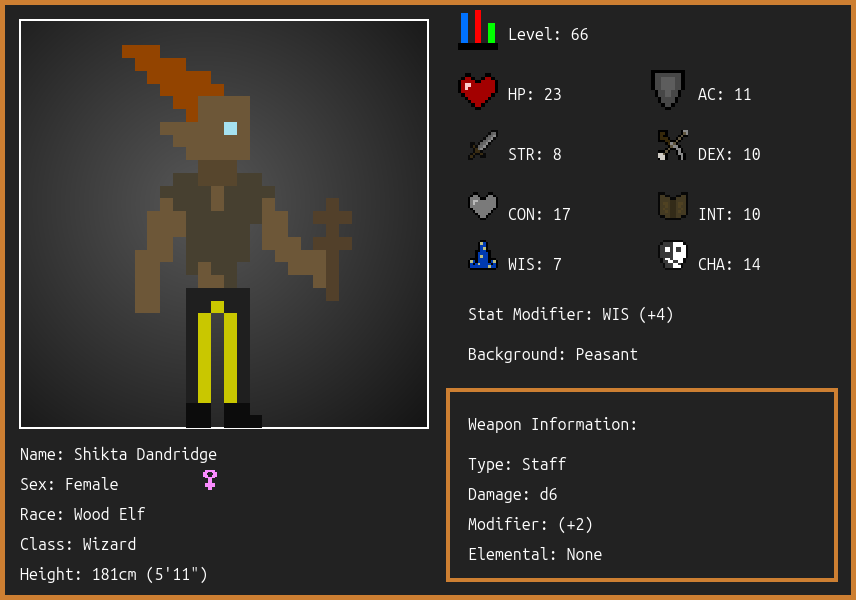 Level: 66
HP: 23
AC: 11
STR: 8
DEX: 10
CON: 17
INT: 10
WIS: 7
CHA: 14
Stat Modifier: WIS (+4)
Background: Peasant
Weapon Information:
Type: Staff
Damage: d6
Modifier: (+2)
Elemental: None
Name: Shikta Dandridge
Sex: Female
Race: Wood Elf
Class: Wizard
Height: 181cm (5'11")